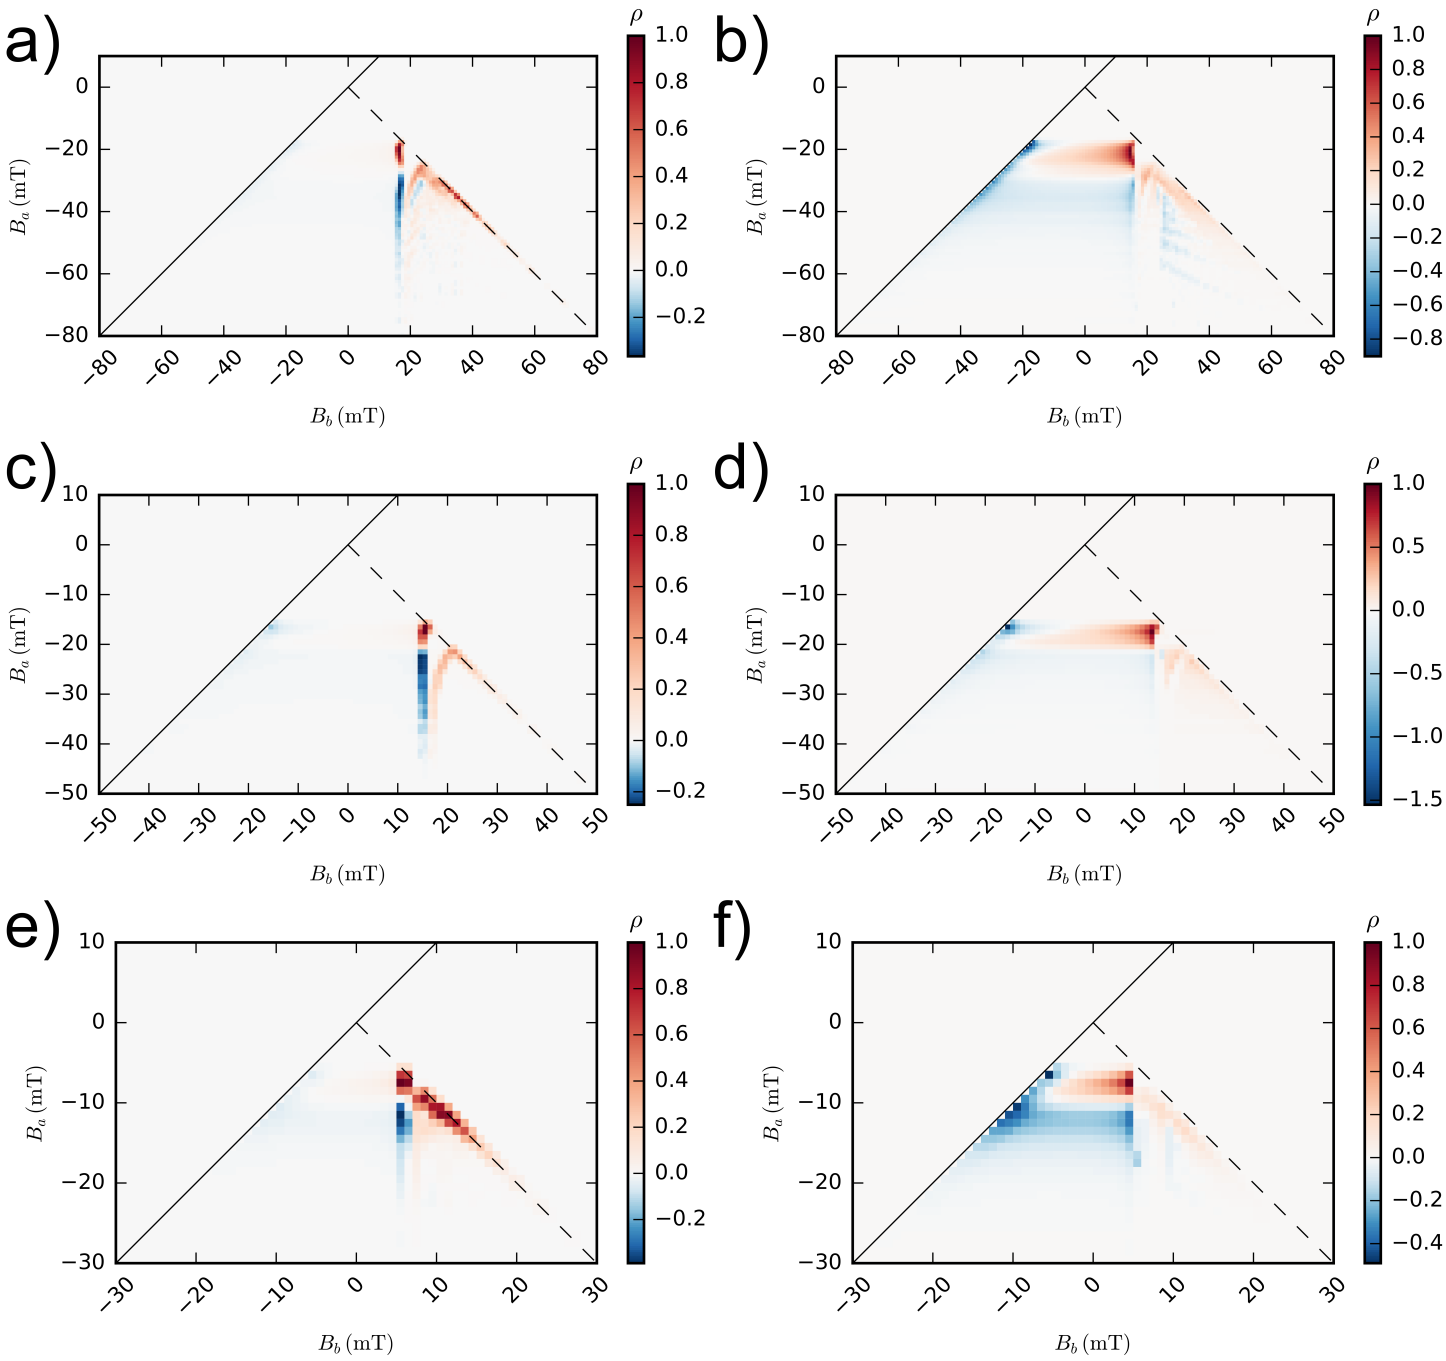 a)
ρ
1.0
0.8
0.6
0.4
0.2
0.0
−0.2
0
−20
−40
−60
−80
B_a (mT)
−80 −60 −40 −20 0 20 40 60 80
B_b (mT)
b)
ρ
1.0
0.8
0.6
0.4
0.2
0.0
−0.2
−0.4
−0.6
−0.8
0
−20
−40
−60
−80
B_a (mT)
−80 −60 −40 −20 0 20 40 60 80
B_b (mT)
c)
ρ
1.0
0.8
0.6
0.4
0.2
0.0
−0.2
10
0
−10
−20
−30
−40
−50
B_a (mT)
−50 −40 −30 −20 −10 0 10 20 30 40 50
B_b (mT)
d)
ρ
1.0
0.5
0.0
−0.5
−1.0
−1.5
10
0
−10
−20
−30
−40
−50
B_a (mT)
−50 −40 −30 −20 −10 0 10 20 30 40 50
B_b (mT)
e)
ρ
1.0
0.8
0.6
0.4
0.2
0.0
−0.2
10
0
−10
−20
−30
B_a (mT)
−30 −20 −10 0 10 20 30
B_b (mT)
f)
ρ
1.0
0.8
0.6
0.4
0.2
0.0
−0.2
−0.4
10
0
−10
−20
−30
B_a (mT)
−30 −20 −10 0 10 20 30
B_b (mT)